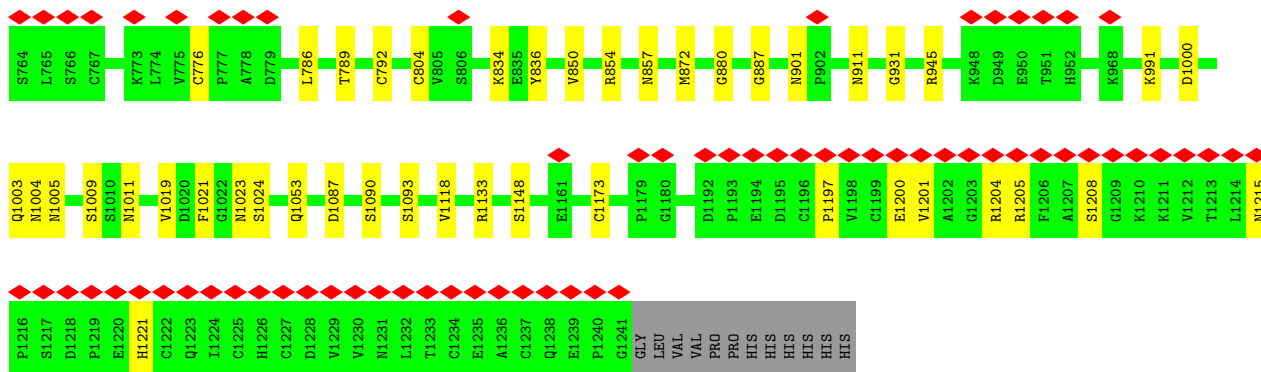 S764 L765 S766 C767 K773 L774 V775 C776 P777 A778 D779 L786 T789 C792 C804 V805 S806 K834 E835 Y836 V850 R854 N857 M872 G880 G887 N901 P902 N911 G931 R945 K948 D949 E950 T951 H952 K968 K991 D1000
Q1003 N1004 N1005 S1009 S1010 N1011 V1019 D1020 F1021 G1022 N1023 S1024 Q1053 D1087 S1090 S1093 V1118 R1133 S1148 E1161 C1173 P1179 G1180 D1192 P1193 E1194 D1195 C1196 P1197 V1198 C1199 E1200 V1201 A1202 G1203 R1204 R1205 F1206 A1207 S1208 G1209 K1210 K1211 V1212 T1213 L1214 N1215
P1216 S1217 D1218 P1219 E1220 H1221 C1222 Q1223 I1224 C1225 H1226 C1227 D1228 V1229 V1230 N1231 L1232 T1233 C1234 E1235 A1236 C1237 Q1238 E1239 P1240 G1241 GLY LEU VAL VAL PRO PRO HIS HIS HIS HIS HIS HIS